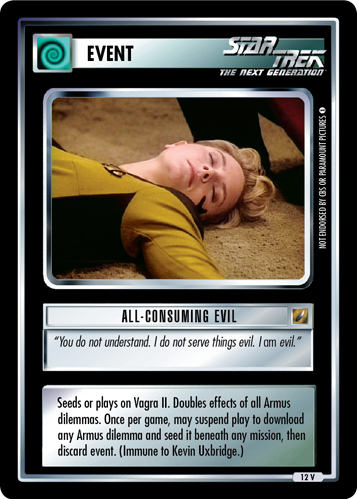 EVENT
STAR TREK
THE NEXT GENERATION
NOT ENDORSED BY CBS OR PARAMOUNT PICTURES
ALL-CONSUMING EVIL
"You do not understand. I do not serve things evil. I am evil."
Seeds or plays on Vagra II. Doubles effects of all Armus
dilemmas. Once per game, may suspend play to download
any Armus dilemma and seed it beneath any mission, then
discard event. (Immune to Kevin Uxbridge.)
12 V